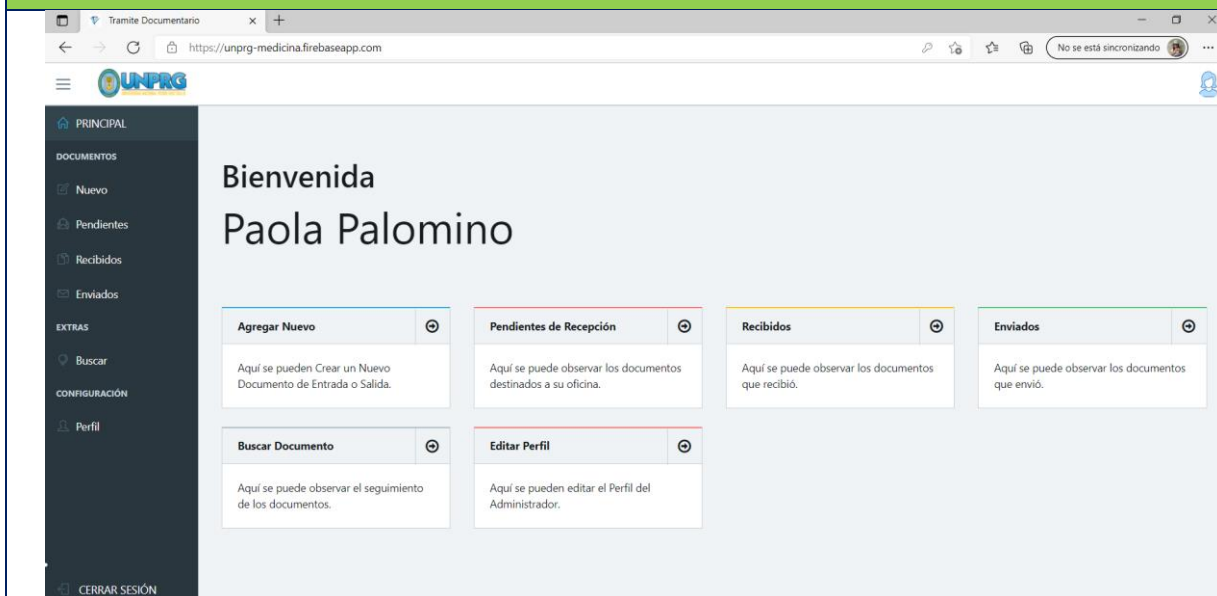 Tramite Documentario
https://unprg-medicina.firebaseapp.com
No se está sincronizando
UNPRG
PRINCIPAL
DOCUMENTOS
Nuevo
Pendientes
Recibidos
Enviados
EXTRAS
Buscar
CONFIGURACIÓN
Perfil
CERRAR SESIÓN
Bienvenida
Paola Palomino
Agregar Nuevo
Aquí se pueden Crear un Nuevo
Documento de Entrada o Salida.
Pendientes de Recepción
Aquí se puede observar los documentos
destinados a su oficina.
Recibidos
Aquí se puede observar los documentos
que recibió.
Enviados
Aquí se puede observar los documentos
que envió.
Buscar Documento
Aquí se puede observar el seguimiento
de los documentos.
Editar Perfil
Aquí se pueden editar el Perfil del
Administrador.